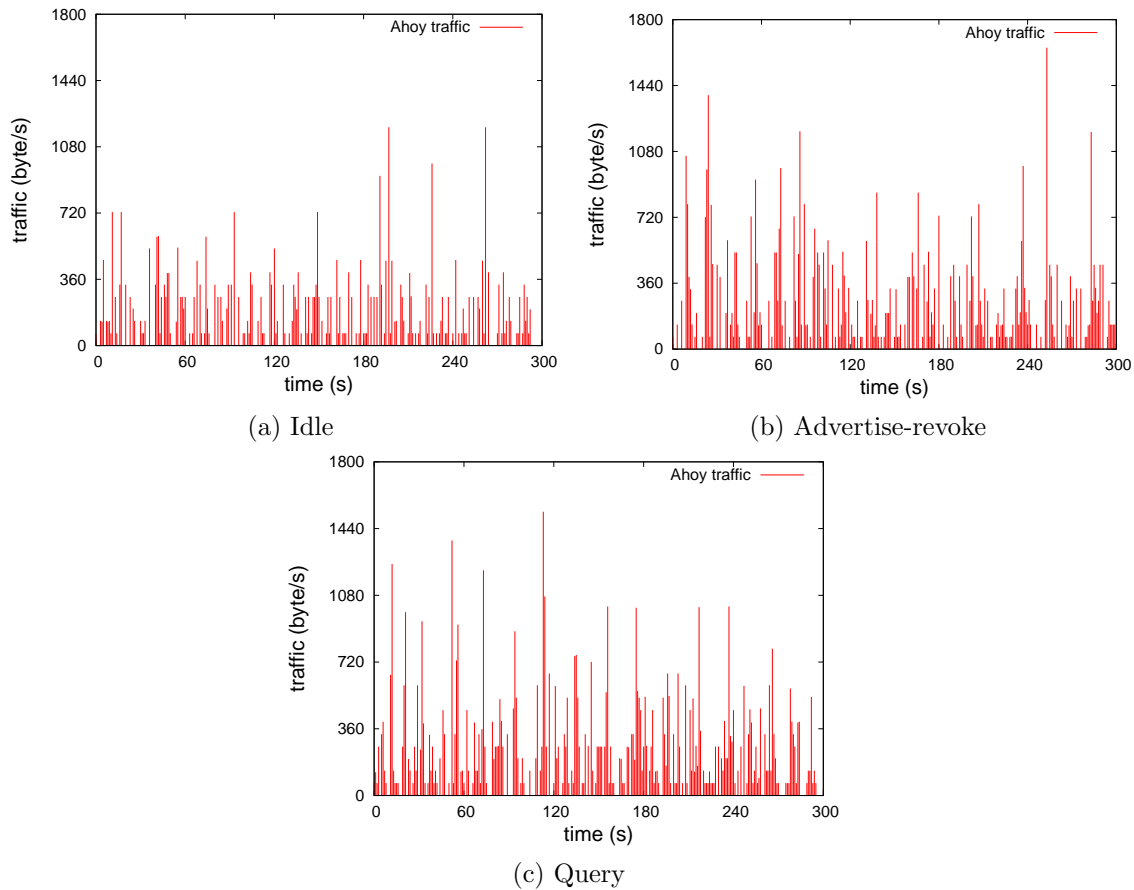 1800
1440
1080
720
360
0
traffic (byte/s)
Ahoy traffic
0 60 120 180 240 300
time (s)
(a) Idle
1800
1440
1080
720
360
0
traffic (byte/s)
Ahoy traffic
0 60 120 180 240 300
time (s)
(b) Advertise-revoke
1800
1440
1080
720
360
0
traffic (byte/s)
Ahoy traffic
0 60 120 180 240 300
time (s)
(c) Query